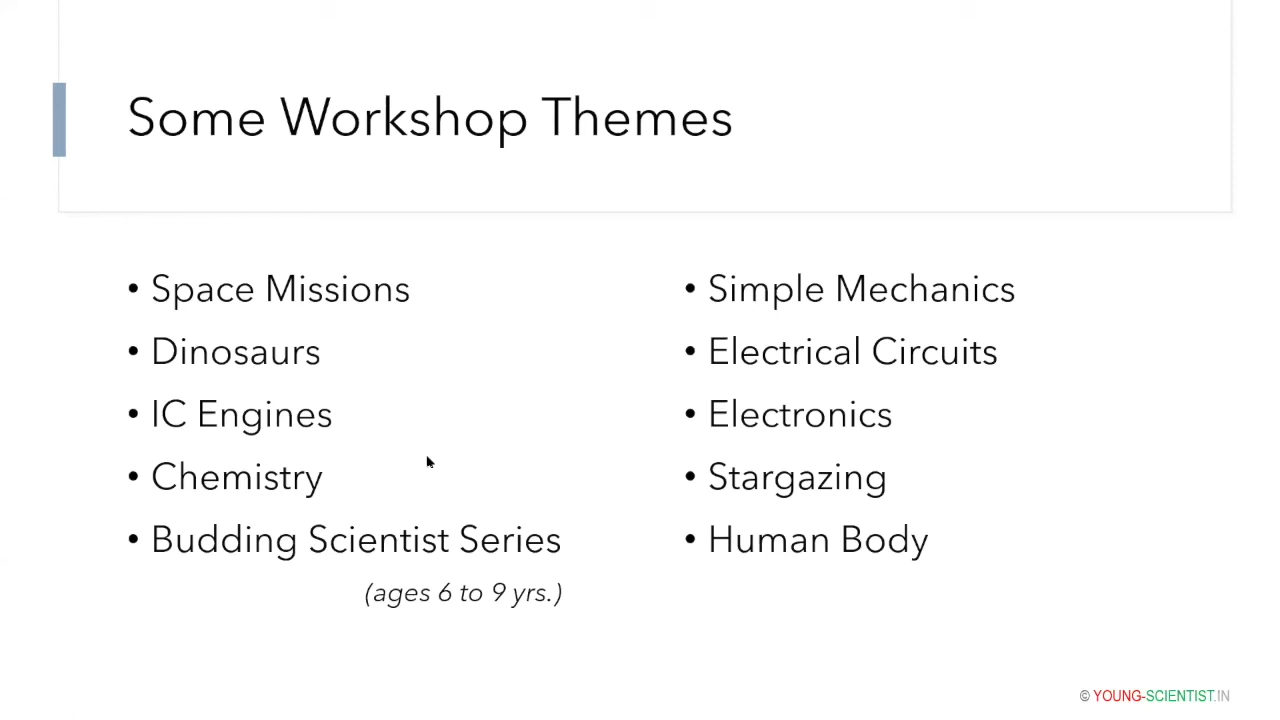 Some Workshop Themes
• Space Missions
• Dinosaurs
• IC Engines
• Chemistry
• Budding Scientist Series
(ages 6 to 9 yrs.)
• Simple Mechanics
• Electrical Circuits
• Electronics
• Stargazing
• Human Body
© YOUNG-SCIENTIST.IN